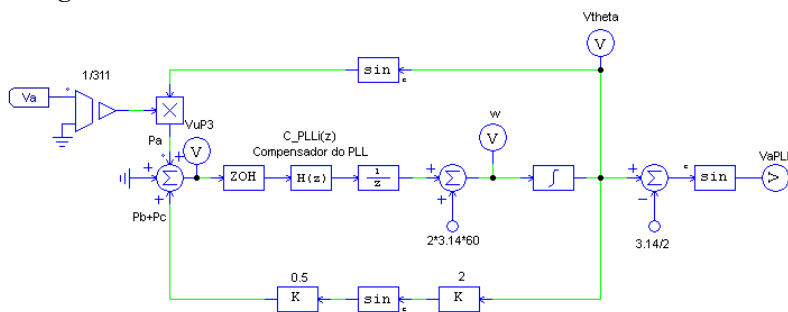 Vtheta
V
1/311
sin
Va
VuP3
w
V
C_PLLi(z)
V
Pa
Compensador do PLL
VaPLL
ZOH
H(z)
1
z
sin
V
Pb+Pc
2*3.14*60
3.14/2
0.5
2
K
sin
K